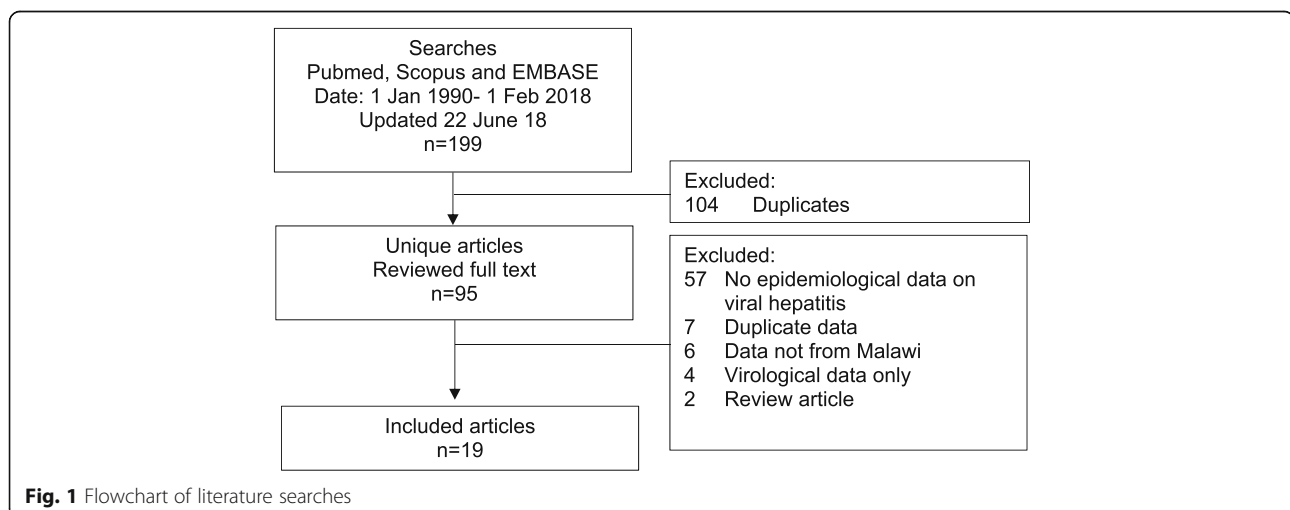 Searches
Pubmed, Scopus and EMBASE
Date: 1 Jan 1990- 1 Feb 2018
Updated 22 June 18
n=199
Excluded:
104 Duplicates
Unique articles
Reviewed full text
n=95
Excluded:
57 No epidemiological data on
viral hepatitis
7 Duplicate data
6 Data not from Malawi
4 Virological data only
2 Review article
Included articles
n=19
Fig. 1 Flowchart of literature searches